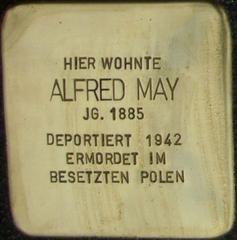 HIER WOHNTE
ALFRED MAY
JG. 1885
DEPORTIERT 1942
ERMORDET IM
BESETZTEN POLEN